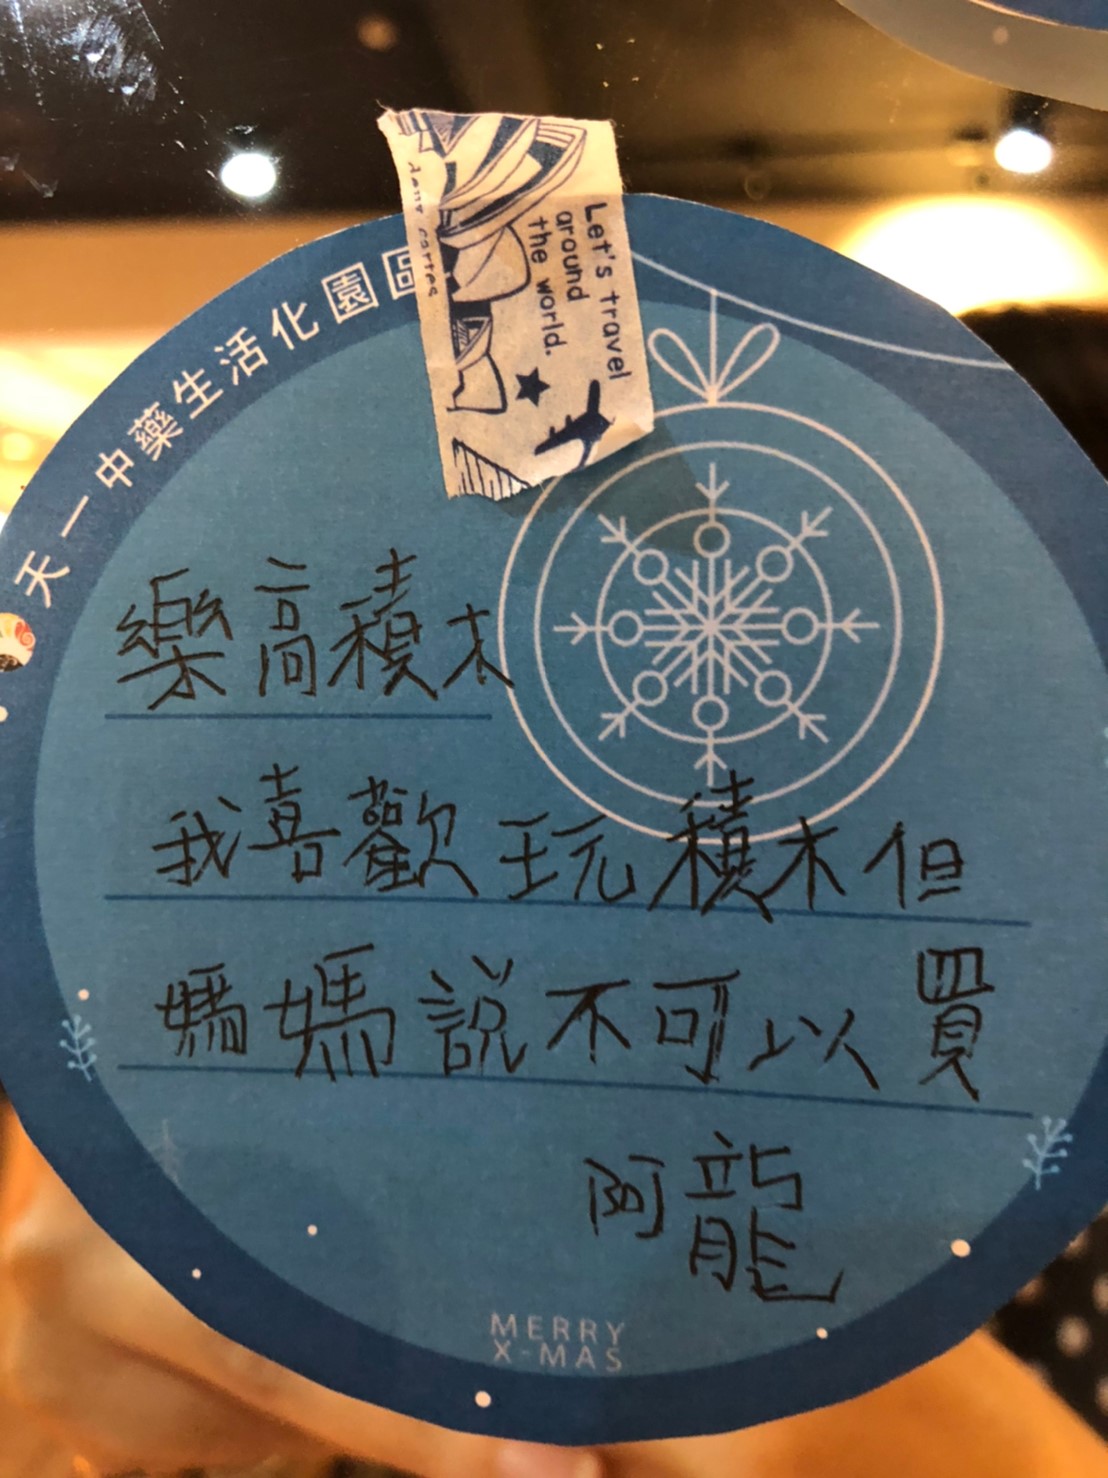 天一中藥生活化園區
Let's travel
around
the world.
樂高積木
我喜歡玩積木但
媽媽說不可以買
阿龍
MERRY
X-MAS